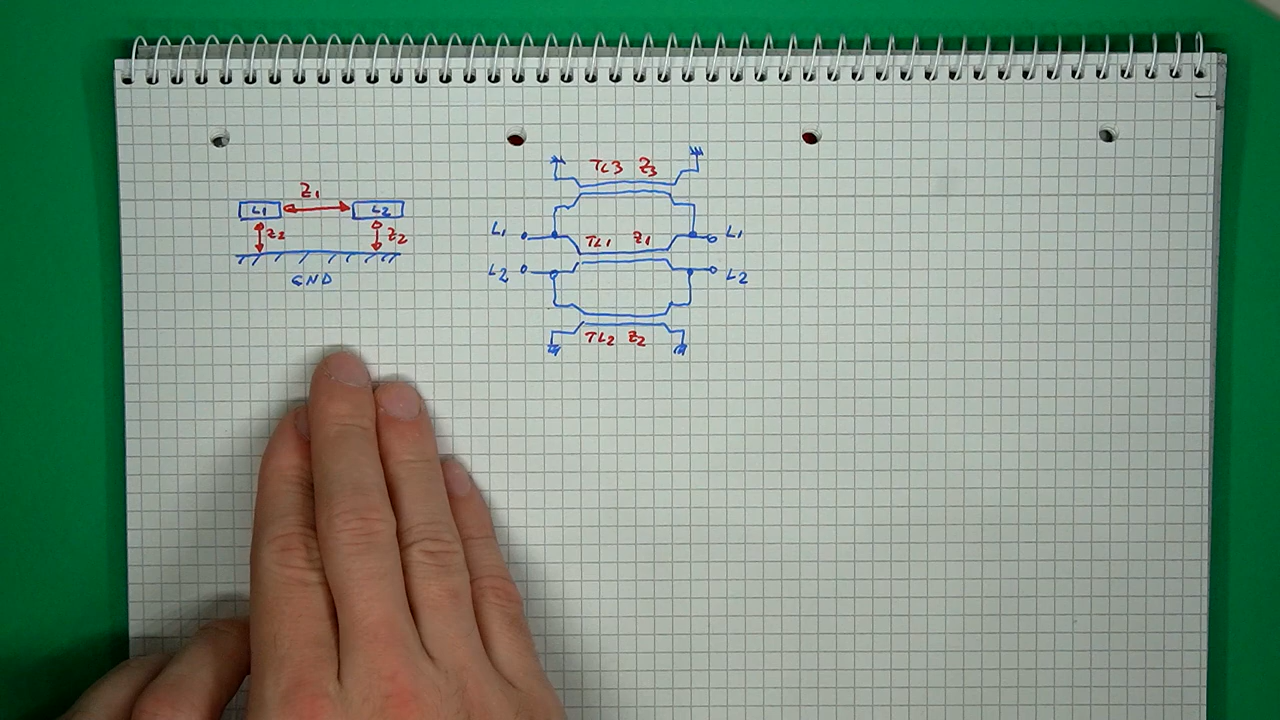 Z1
L1 L2
Z2 Z2
GND
TL3 Z3
L1 L1
TL1 Z1
L2 L2
TL2 Z2